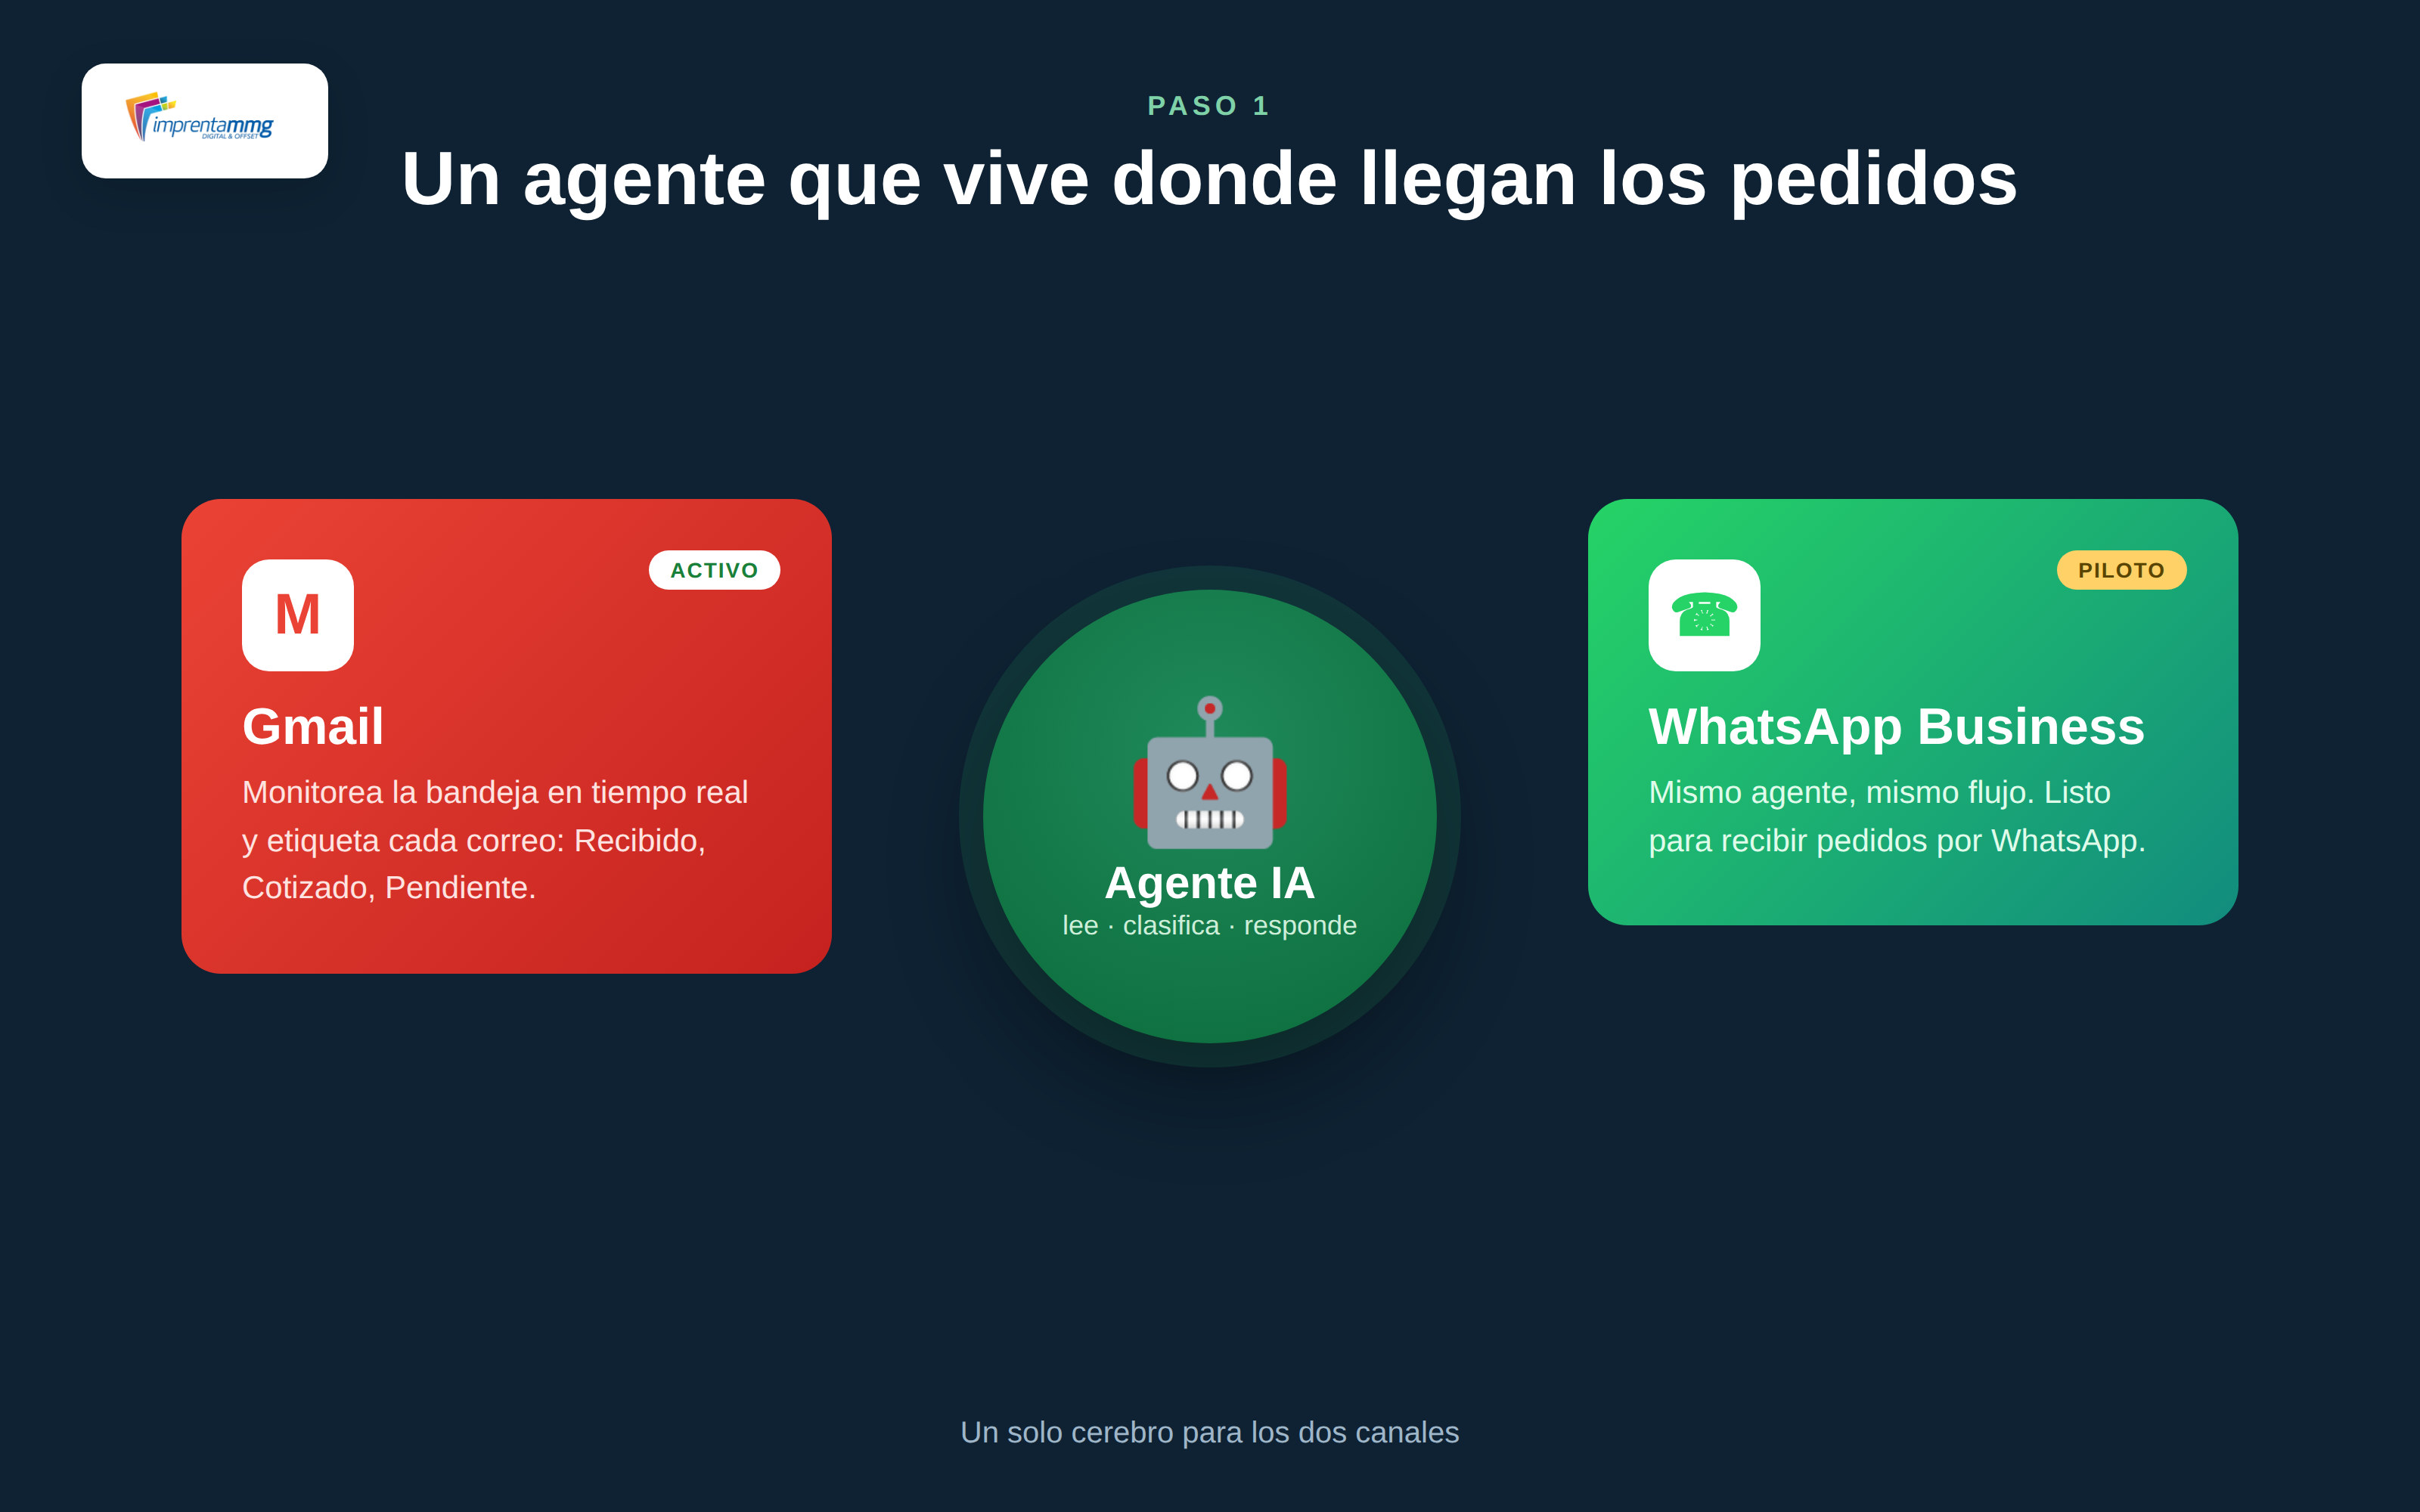 imprentammg
DIGITAL & OFFSET
PASO 1
Un agente que vive donde llegan los pedidos
M
ACTIVO
Gmail
Monitorea la bandeja en tiempo real
y etiqueta cada correo: Recibido,
Cotizado, Pendiente.
Agente IA
lee · clasifica · responde
PILOTO
WhatsApp Business
Mismo agente, mismo flujo. Listo
para recibir pedidos por WhatsApp.
Un solo cerebro para los dos canales